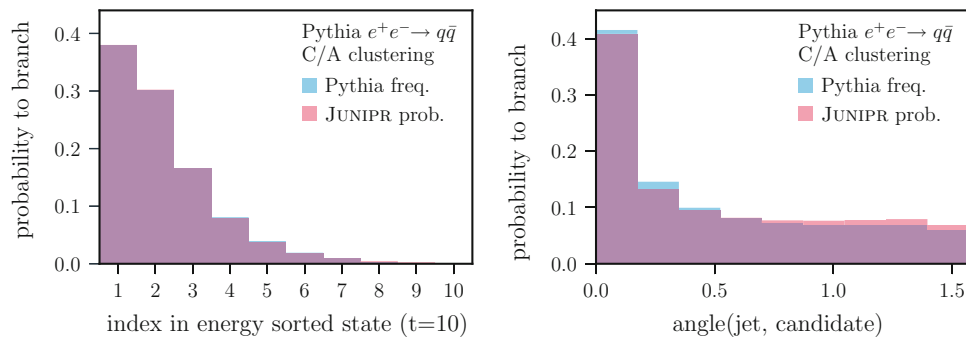 probability to branch
0.4
0.3
0.2
0.1
0.0
Pythia e⁺e⁻→ qq̄
C/A clustering
Pythia freq.
JUNIPR prob.
1 2 3 4 5 6 7 8 9 10
index in energy sorted state (t=10)
probability to branch
0.4
0.3
0.2
0.1
0.0
Pythia e⁺e⁻→ qq̄
C/A clustering
Pythia freq.
JUNIPR prob.
0.0 0.5 1.0 1.5
angle(jet, candidate)